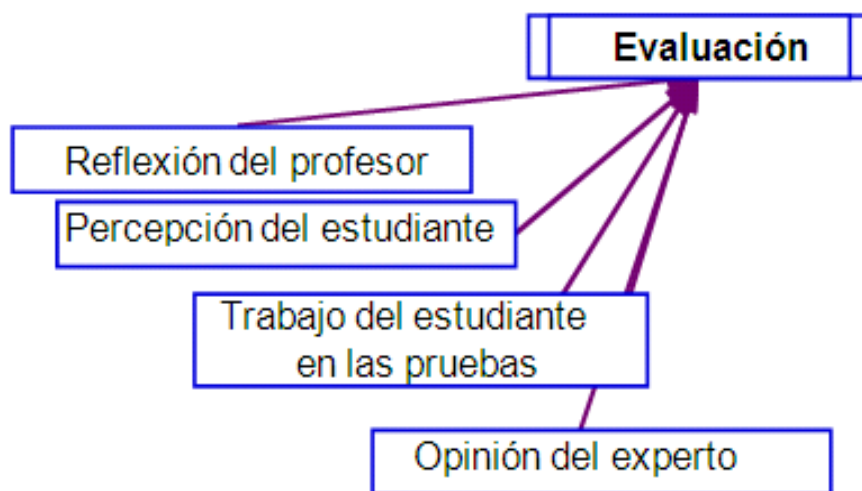 Evaluación
Reflexión del profesor
Percepción del estudiante
Trabajo del estudiante
en las pruebas
Opinión del experto